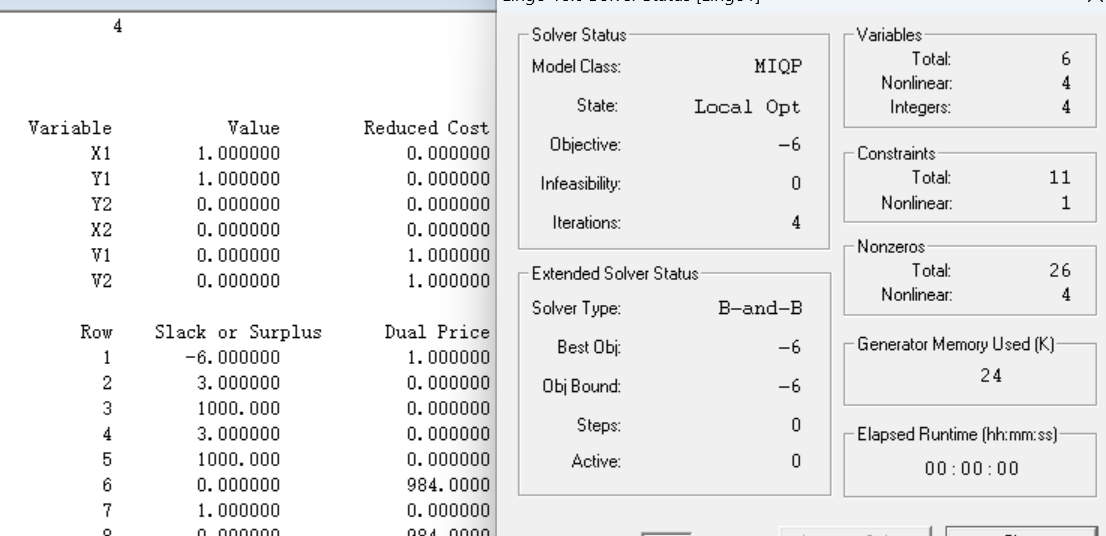 4
Variable Value Reduced Cost
X1 1.000000 0.000000
Y1 1.000000 0.000000
Y2 0.000000 0.000000
X2 0.000000 0.000000
V1 0.000000 1.000000
V2 0.000000 1.000000
Row Slack or Surplus Dual Price
1 -6.000000 1.000000
2 3.000000 0.000000
3 1000.000 0.000000
4 3.000000 0.000000
5 1000.000 0.000000
6 0.000000 984.0000
7 1.000000 0.000000
8 0.000000 984.0000
Solver Status
Model Class: MIQP
State: Local Opt
Objective: -6
Infeasibility: 0
Iterations: 4
Extended Solver Status
Solver Type: B-and-B
Best Obj: -6
Obj Bound: -6
Steps: 0
Active: 0
Variables
Total: 6
Nonlinear: 4
Integers: 4
Constraints
Total: 11
Nonlinear: 1
Nonzeros
Total: 26
Nonlinear: 4
Generator Memory Used (K)
24
Elapsed Runtime (hh:mm:ss)
00:00:00